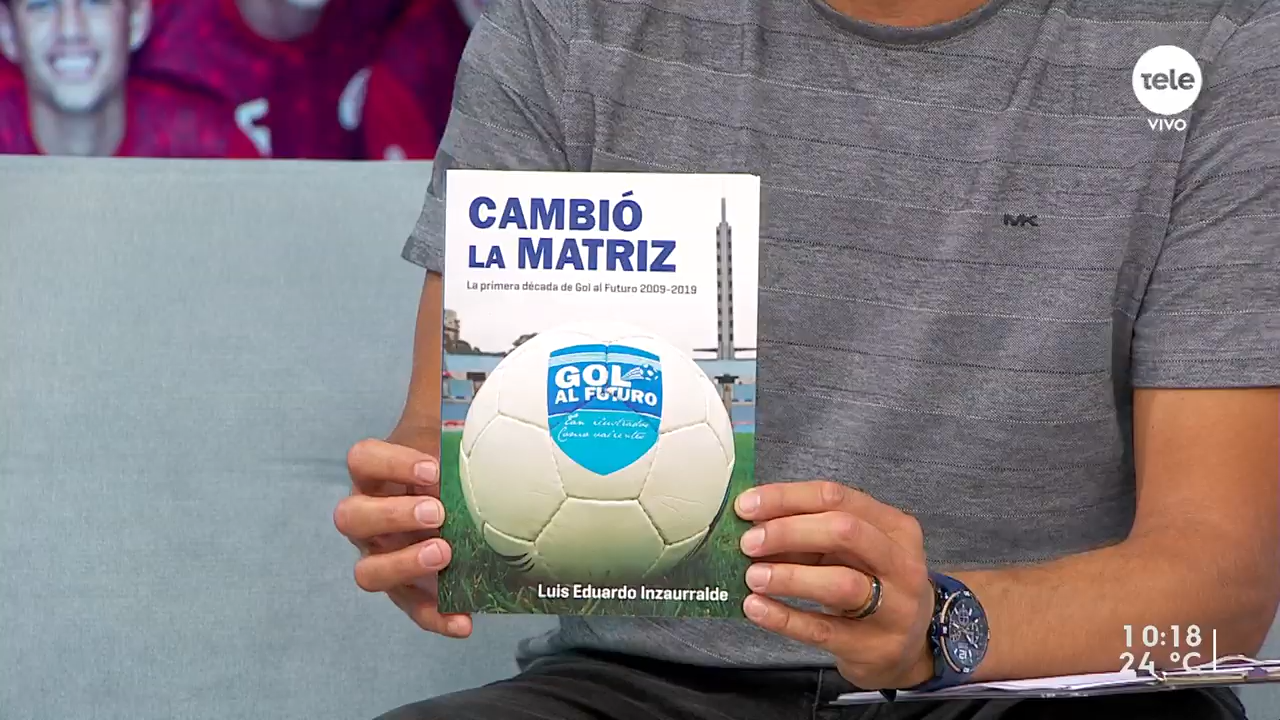 tele
VIVO
CAMBIÓ
LA MATRIZ
La primera década de Gol al Futuro 2009-2019
GOL
AL FUTURO
Luis Eduardo Inzaurralde
MK
10:18
24 °C